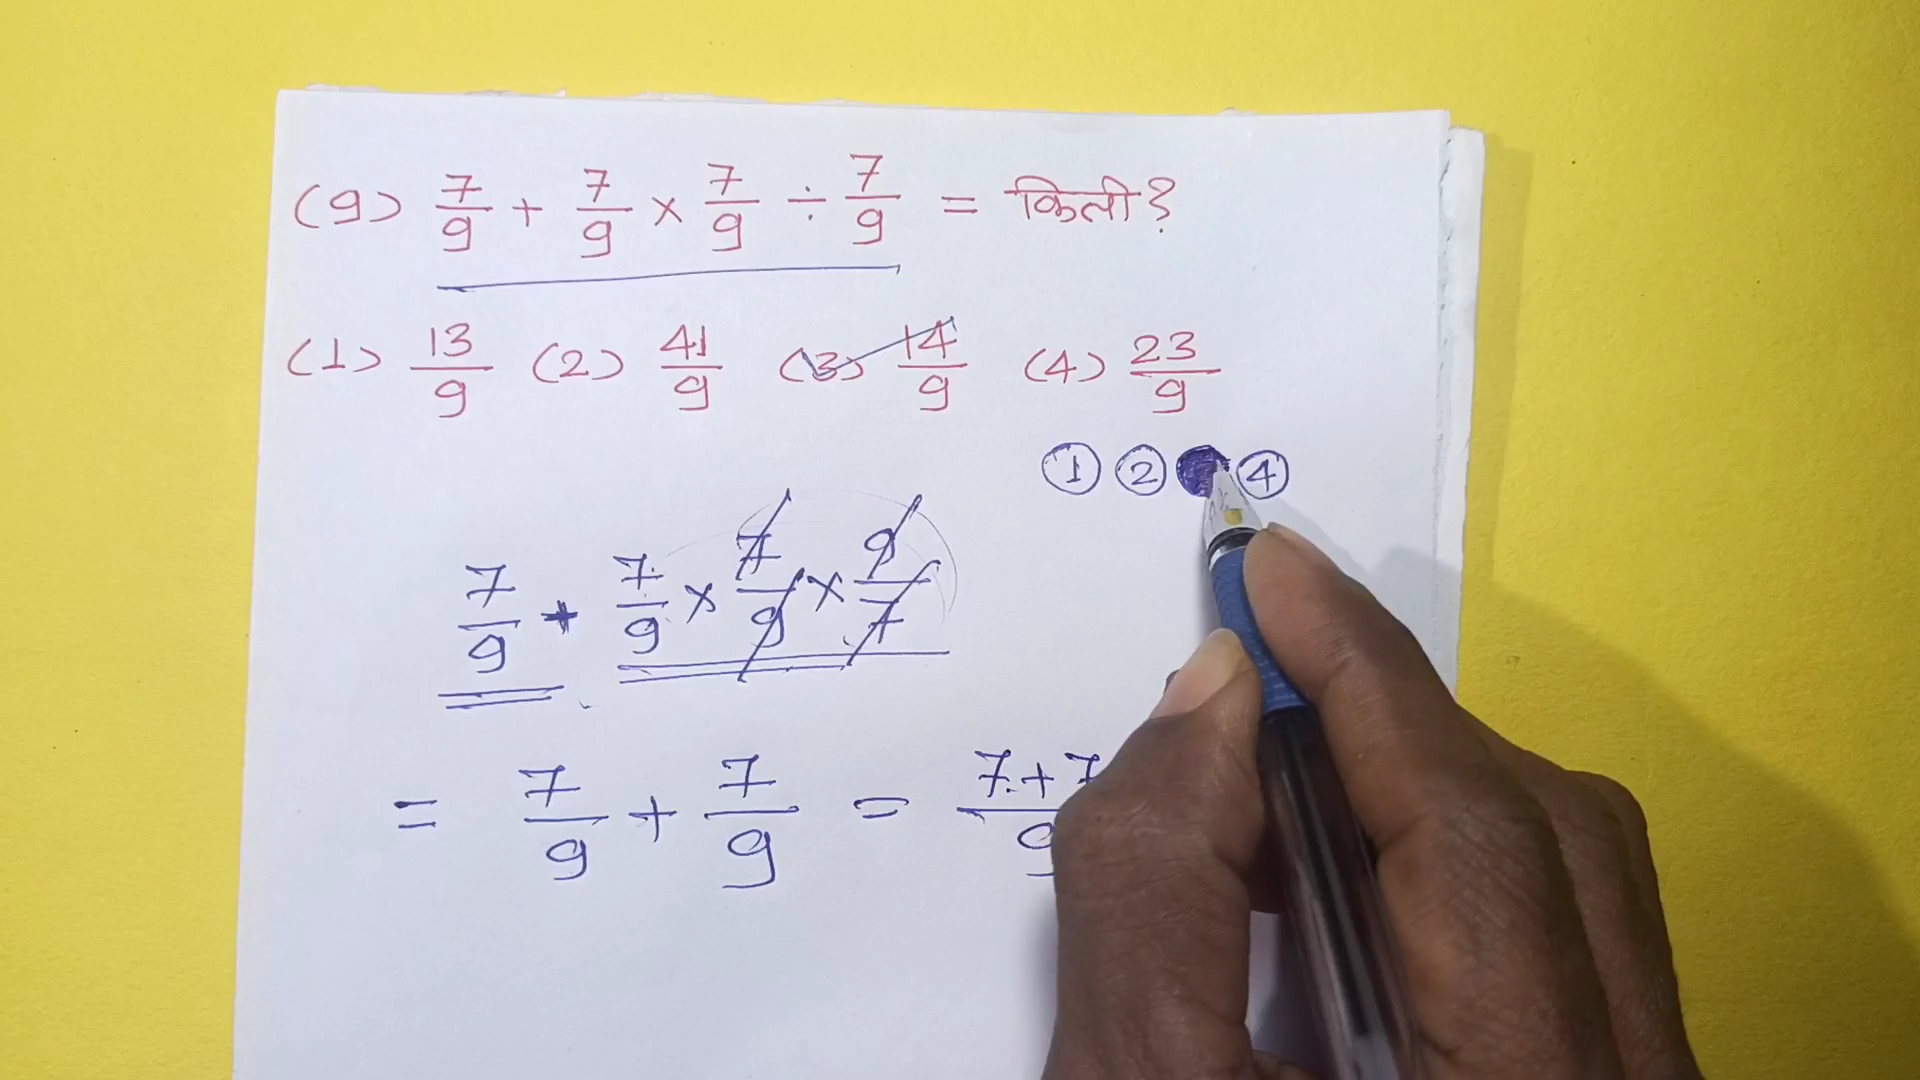 (9) 7/9 + 7/9 × 7/9 ÷ 7/9 = किती?
(1) 13/9 (2) 41/9 (3) 14/9 (4) 23/9
① ② ④
7/9 + 7/9 × 7/9 × 9/7
= 7/9 + 7/9 = 7+7/9